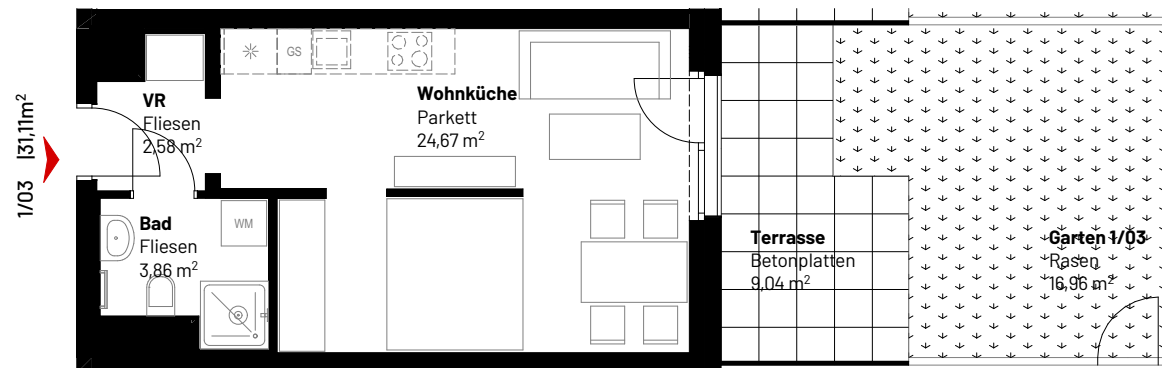 1/03 |31,11m²
VR
Fliesen
2,58 m²
GS
Wohnküche
Parkett
24,67 m²
Bad
Fliesen
3,86 m²
WM
Terrasse
Betonplatten
9,04 m²
Garten 1/03
Rasen
16,96 m²